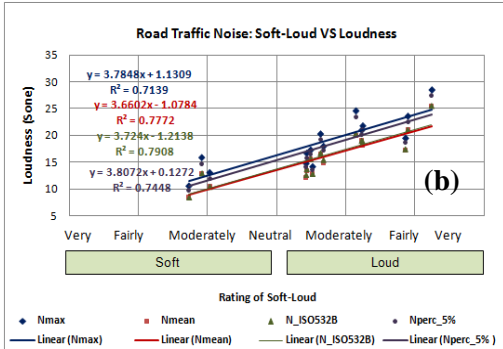 Road Traffic Noise: Soft-Loud VS Loudness
Loudness (Sone)
35
30
25
20
15
10
5
y = 3.7848x + 1.1309
R² = 0.7139
y = 3.6602x - 1.0784
R² = 0.7772
y = 3.724x - 1.2138
R² = 0.7908
y = 3.8072x + 0.1272
R² = 0.7448
(b)
Very Fairly Moderately Neutral Moderately Fairly Very
Soft Loud
Rating of Soft-Loud
Nmax Nmean N_ISO532B Nperc_5%
Linear (Nmax) Linear (Nmean) Linear (N_ISO532B) Linear (Nperc_5% )